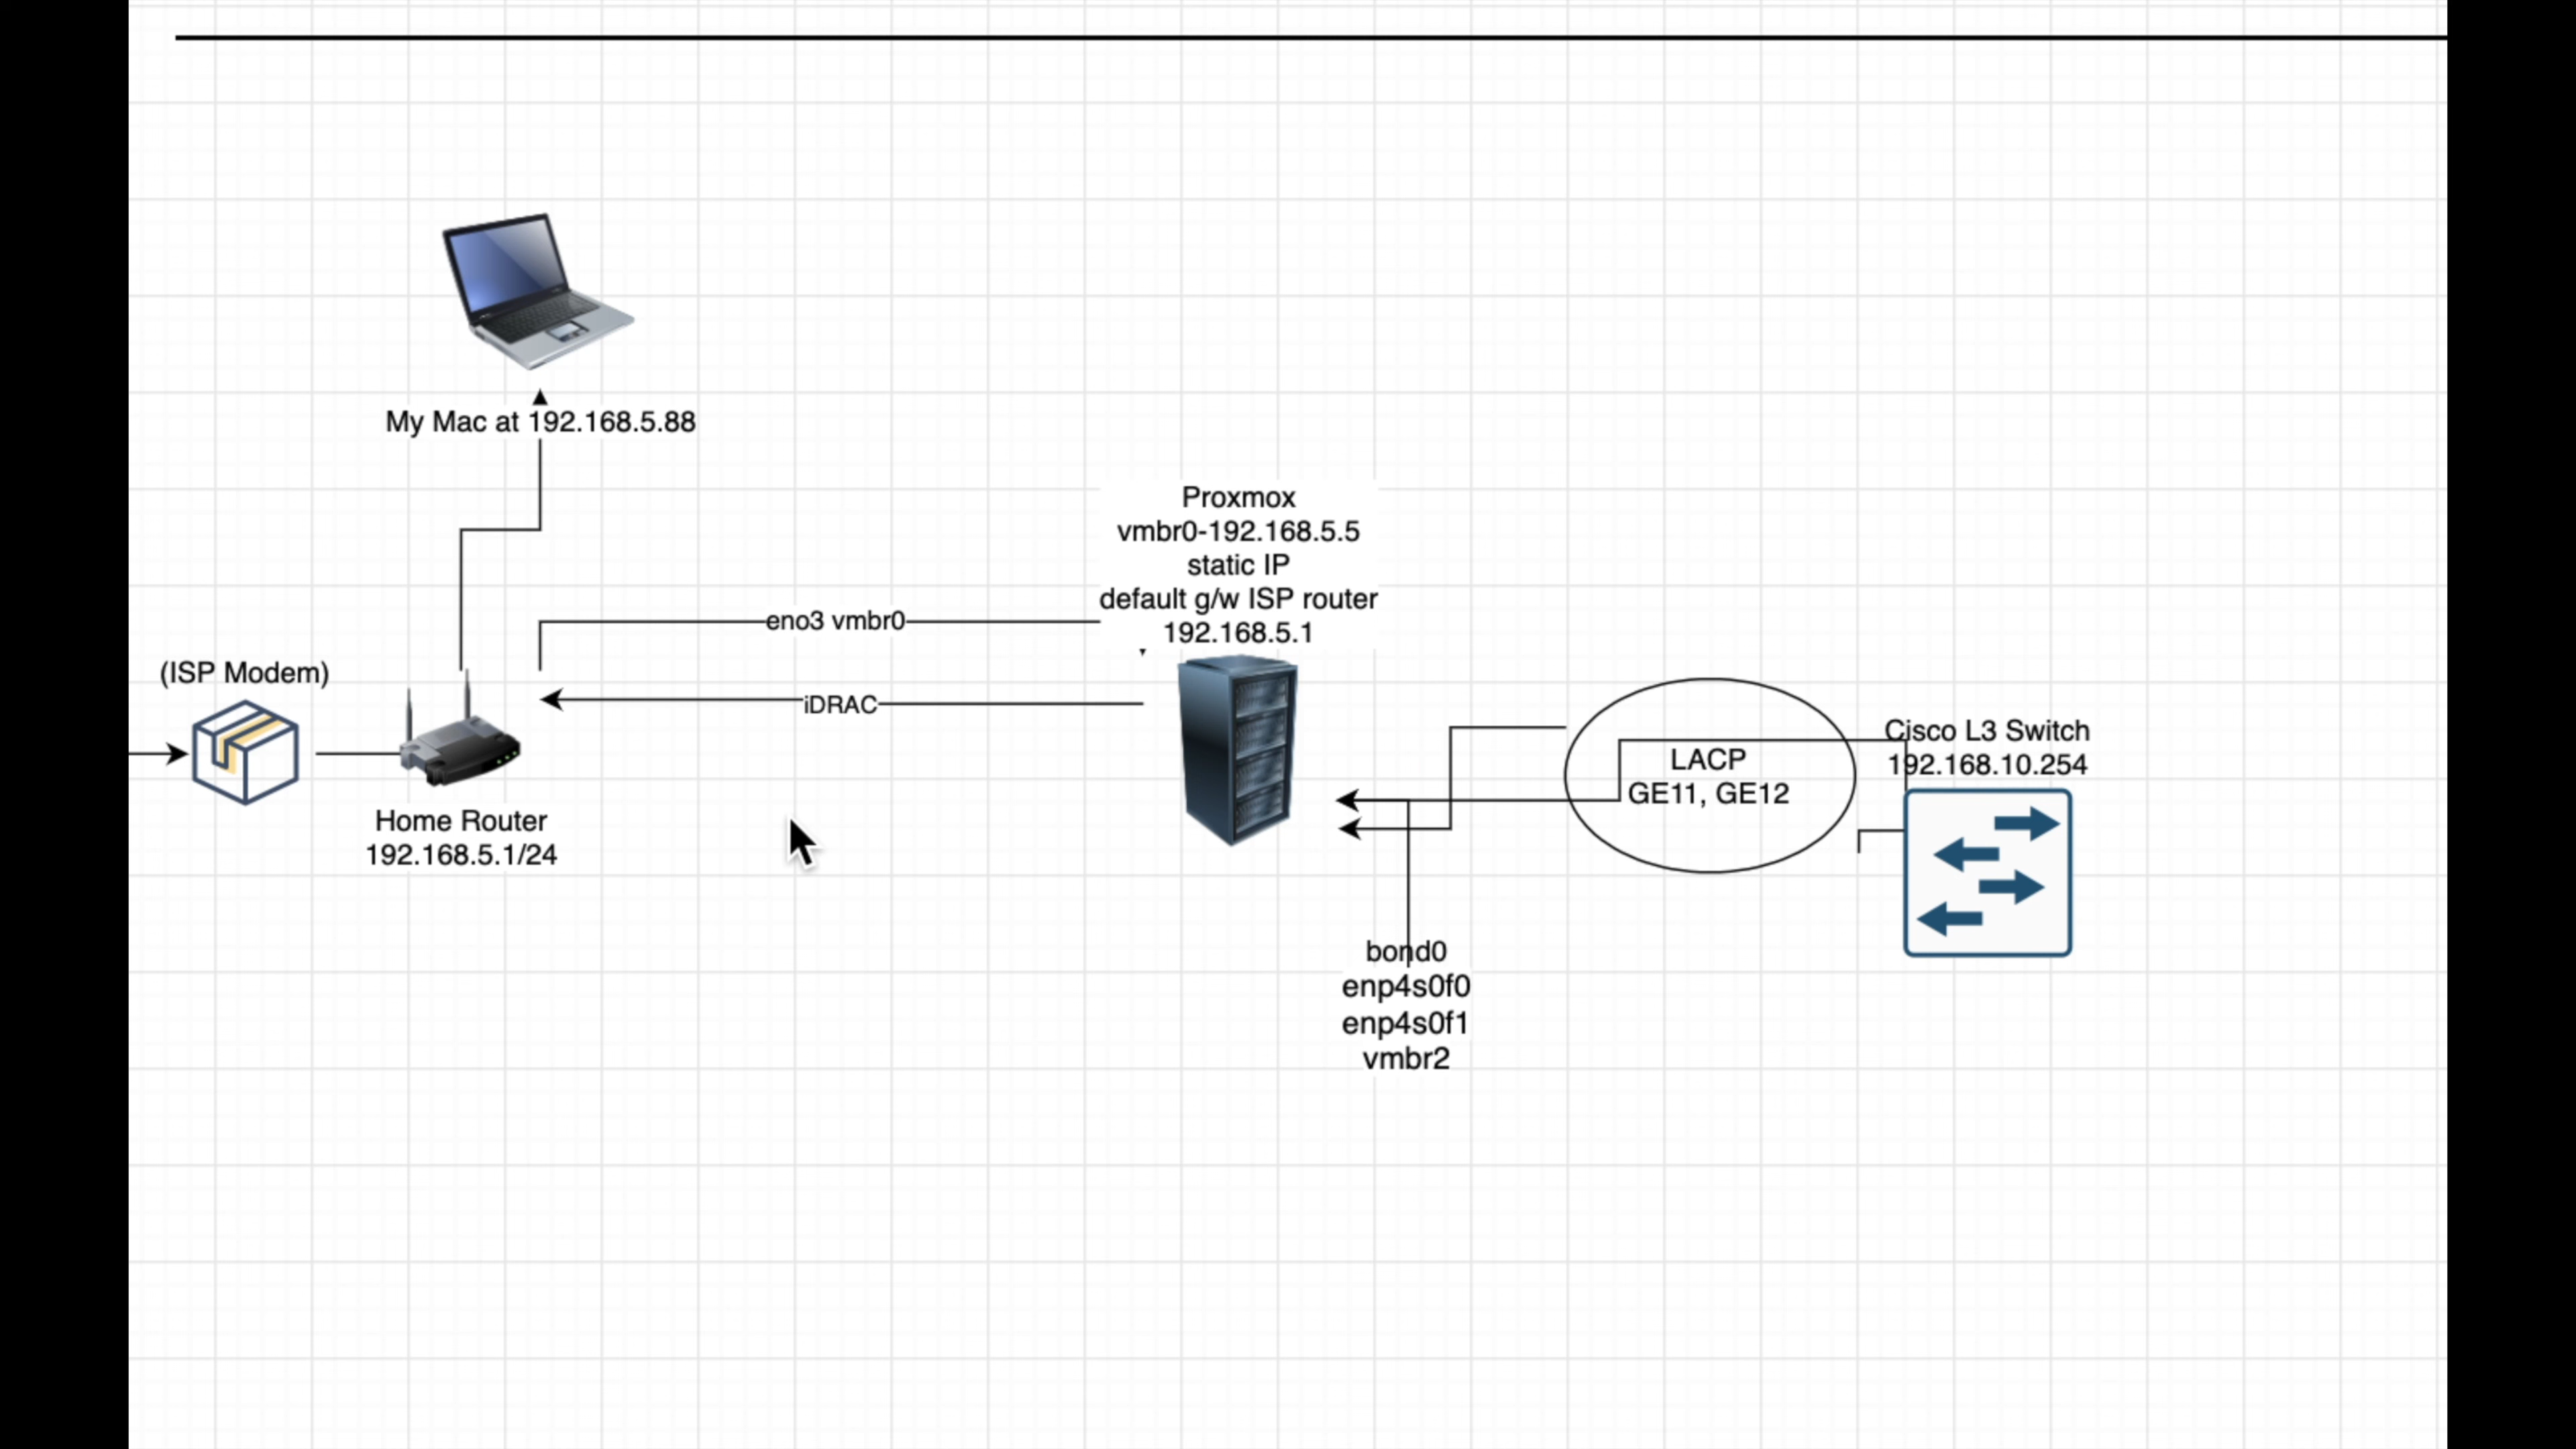 My Mac at 192.168.5.88
Proxmox
vmbr0-192.168.5.5
static IP
default g/w ISP router
192.168.5.1
eno3 vmbr0
iDRAC
(ISP Modem)
Home Router
192.168.5.1/24
LACP
GE11, GE12
Cisco L3 Switch
192.168.10.254
bond0
enp4s0f0
enp4s0f1
vmbr2